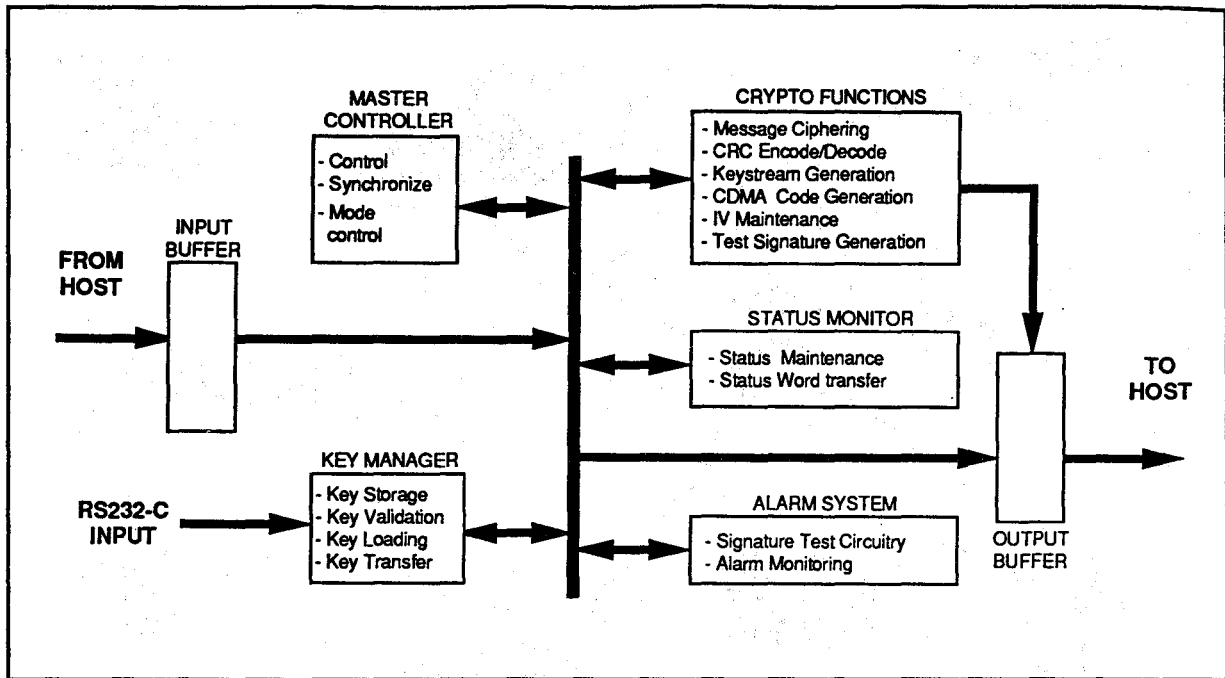 MASTER
CONTROLLER
- Control
- Synchronize
- Mode
control
CRYPTO FUNCTIONS
- Message Ciphering
- CRC Encode/Decode
- Keystream Generation
- CDMA Code Generation
- IV Maintenance
- Test Signature Generation
INPUT
BUFFER
FROM
HOST
STATUS MONITOR
- Status Maintenance
- Status Word transfer
TO
HOST
KEY MANAGER
- Key Storage
- Key Validation
- Key Loading
- Key Transfer
RS232-C
INPUT
ALARM SYSTEM
- Signature Test Circuitry
- Alarm Monitoring
OUTPUT
BUFFER